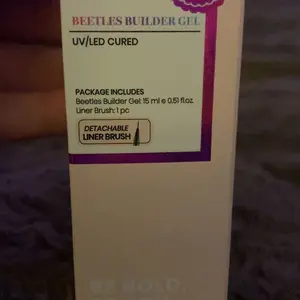 BEETLES BUILDER GEL
UV/LED CURED
PACKAGE INCLUDES
Beetles Builder Gel: 15 ml e 0.51 fl.oz.
Liner Brush: 1 pc
DETACHABLE
LINER BRUSH
BOLD